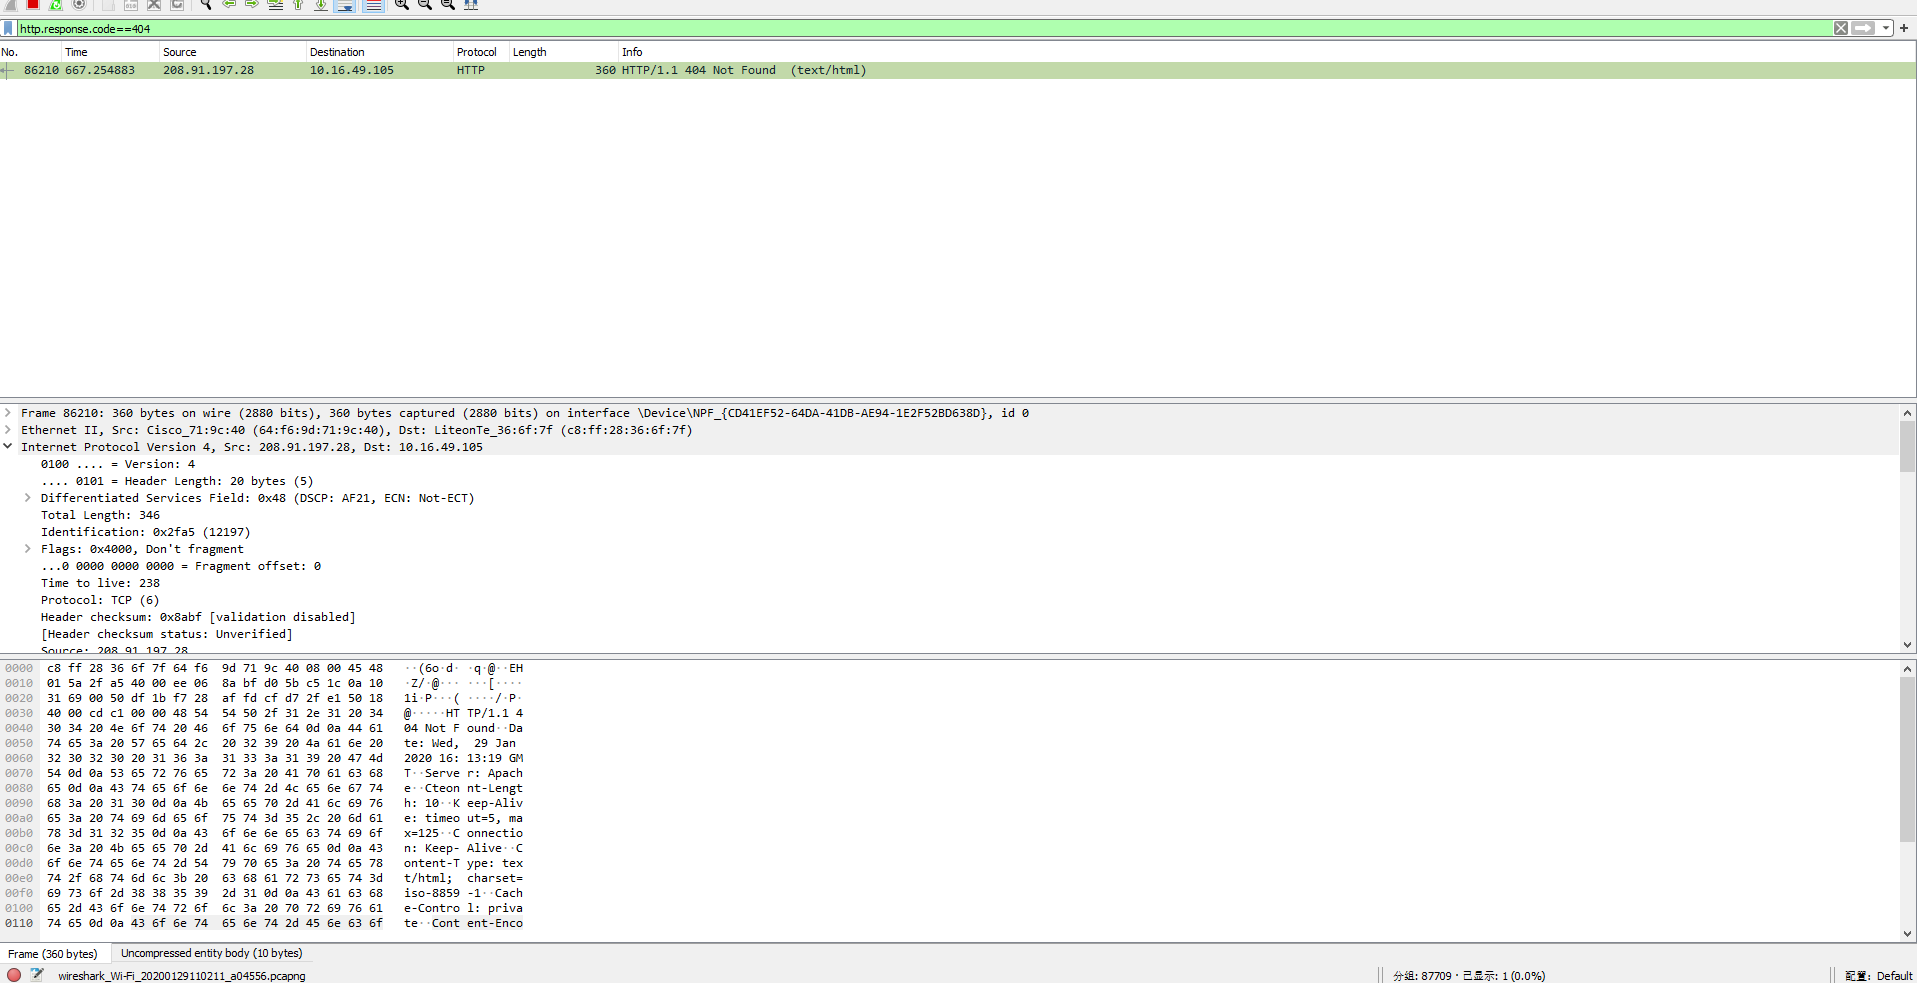 http.response.code==404
No. Time Source Destination Protocol Length Info
86210 667.254883 208.91.197.28 10.16.49.105 HTTP 360 HTTP/1.1 404 Not Found (text/html)
Frame 86210: 360 bytes on wire (2880 bits), 360 bytes captured (2880 bits) on interface \Device\NPF_{CD41EF52-64DA-41DB-AE94-1E2F52BD638D}, id 0
Ethernet II, Src: Cisco_71:9c:40 (64:f6:9d:71:9c:40), Dst: LiteonTe_36:6f:7f (c8:ff:28:36:6f:7f)
Internet Protocol Version 4, Src: 208.91.197.28, Dst: 10.16.49.105
0100 .... = Version: 4
.... 0101 = Header Length: 20 bytes (5)
Differentiated Services Field: 0x48 (DSCP: AF21, ECN: Not-ECT)
Total Length: 346
Identification: 0x2fa5 (12197)
Flags: 0x4000, Don't fragment
...0 0000 0000 0000 = Fragment offset: 0
Time to live: 238
Protocol: TCP (6)
Header checksum: 0x8abf [validation disabled]
[Header checksum status: Unverified]
Source: 208.91.197.28
0000 c8 ff 28 36 6f 7f 64 f6 9d 71 9c 40 08 00 45 48 ··(6o·d· ·q·@··EH
0010 01 5a 2f a5 40 00 ee 06 8a bf d0 5b c5 1c 0a 10 ·Z/·@··· ···[····
0020 31 69 00 50 df 1b f7 28 af fd cf d7 2f e1 50 18 1i·P···( ····/·P·
0030 40 00 cd c1 00 00 48 54 54 50 2f 31 2e 31 20 34 @·····HT TP/1.1 4
0040 30 34 20 4e 6f 74 20 46 6f 75 6e 64 0d 0a 44 61 04 Not F ound··Da
0050 74 65 3a 20 57 65 64 2c 20 32 39 20 4a 61 6e 20 te: Wed, 29 Jan
0060 32 30 32 30 20 31 36 3a 31 33 3a 31 39 20 47 4d 2020 16: 13:19 GM
0070 54 0d 0a 53 65 72 76 65 72 3a 20 41 70 61 63 68 T··Serve r: Apach
0080 65 0d 0a 43 74 65 6f 6e 6e 74 2d 4c 65 6e 67 74 e··Cteon nt-Lengt
0090 68 3a 20 31 30 0d 0a 4b 65 65 70 2d 41 6c 69 76 h: 10··K eep-Aliv
00a0 65 3a 20 74 69 6d 65 6f 75 74 3d 35 2c 20 6d 61 e: timeo ut=5, ma
00b0 78 3d 31 32 35 0d 0a 43 6f 6e 6e 65 63 74 69 6f x=125··C onnectio
00c0 6e 3a 20 4b 65 65 70 2d 41 6c 69 76 65 0d 0a 43 n: Keep- Alive··C
00d0 6f 6e 74 65 6e 74 2d 54 79 70 65 3a 20 74 65 78 ontent-T ype: tex
00e0 74 2f 68 74 6d 6c 3b 20 63 68 61 72 73 65 74 3d t/html; charset=
00f0 69 73 6f 2d 38 38 35 39 2d 31 0d 0a 43 61 63 68 iso-8859 -1··Cach
0100 65 2d 43 6f 6e 74 72 6f 6c 3a 20 70 72 69 76 61 e-Contro l: priva
0110 74 65 0d 0a 43 6f 6e 74 65 6e 74 2d 45 6e 63 6f te··Cont ent-Enco
Frame (360 bytes) Uncompressed entity body (10 bytes)
wireshark_Wi-Fi_20200129110211_a04556.pcapng 分組: 87709 · 已显示: 1 (0.0%) 配置: Default